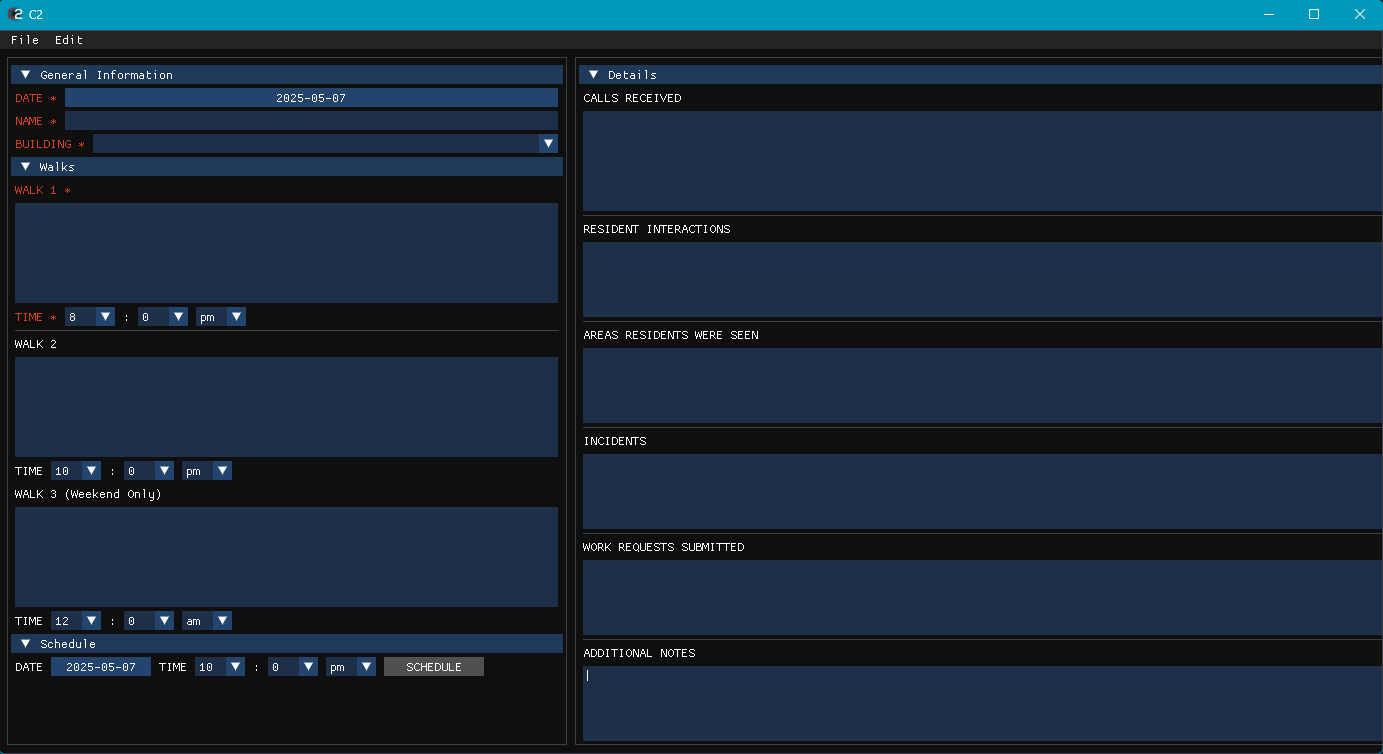 C2 C2
File Edit
General Information
DATE * 2025-05-07
NAME *
BUILDING *
Walks
WALK 1 *
TIME * 8 : 0 pm
WALK 2
TIME 10 : 0 pm
WALK 3 (Weekend Only)
TIME 12 : 0 am
Schedule
DATE 2025-05-07 TIME 10 : 0 pm SCHEDULE
Details
CALLS RECEIVED
RESIDENT INTERACTIONS
AREAS RESIDENTS WERE SEEN
INCIDENTS
WORK REQUESTS SUBMITTED
ADDITIONAL NOTES